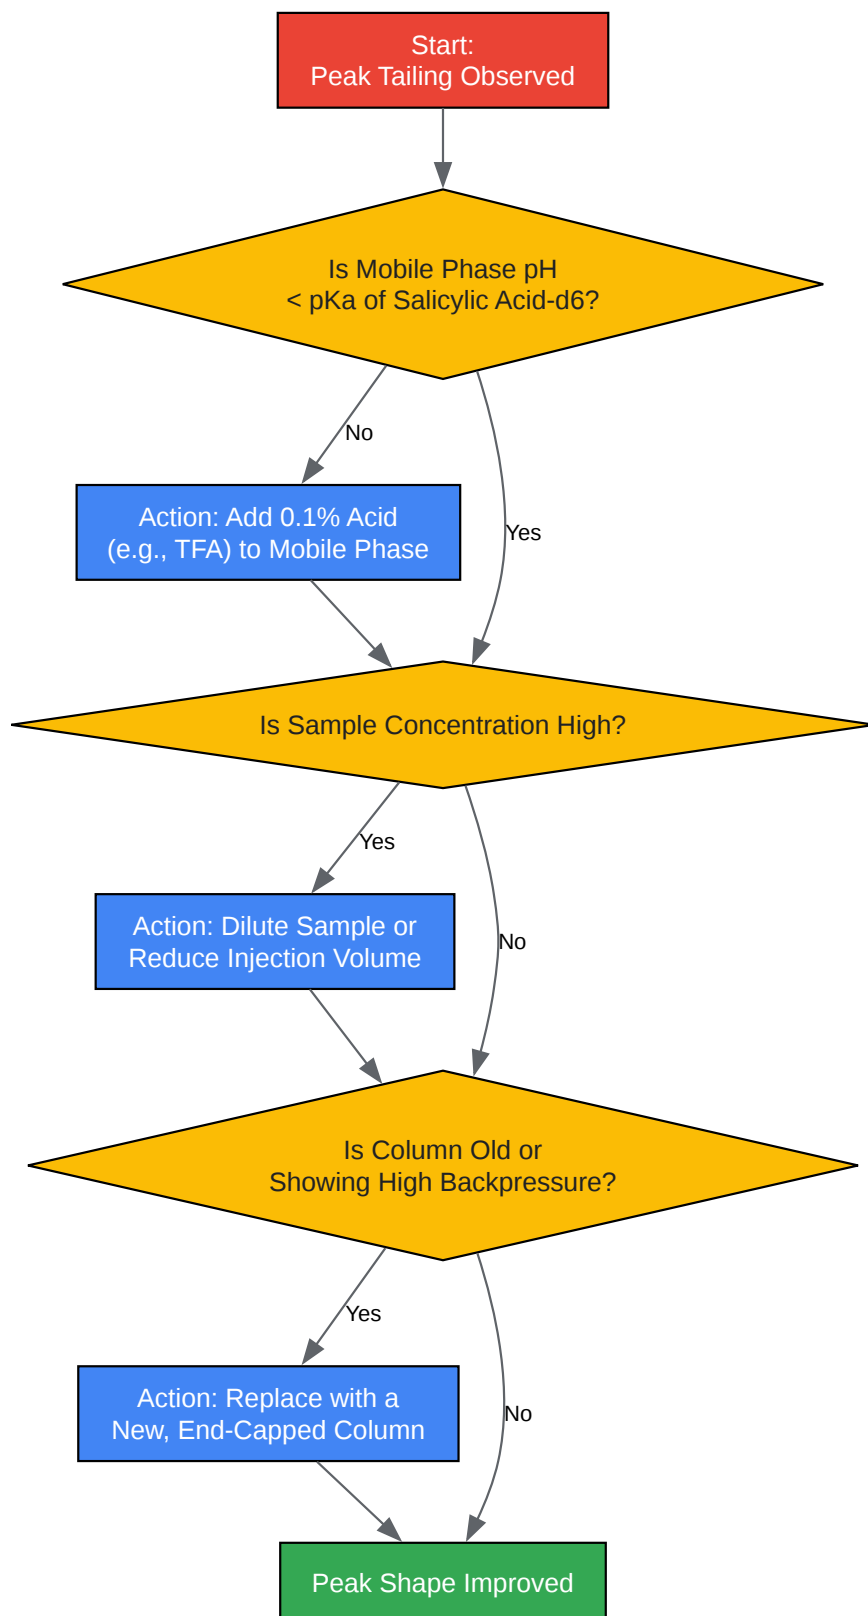 Start:
Peak Tailing Observed
Is Mobile Phase pH
< pKa of Salicylic Acid-d6?
No
Action: Add 0.1% Acid
(e.g., TFA) to Mobile Phase
Yes
Is Sample Concentration High?
Yes
Action: Dilute Sample or
Reduce Injection Volume
No
Is Column Old or
Showing High Backpressure?
Yes
Action: Replace with a
New, End-Capped Column
No
Peak Shape Improved